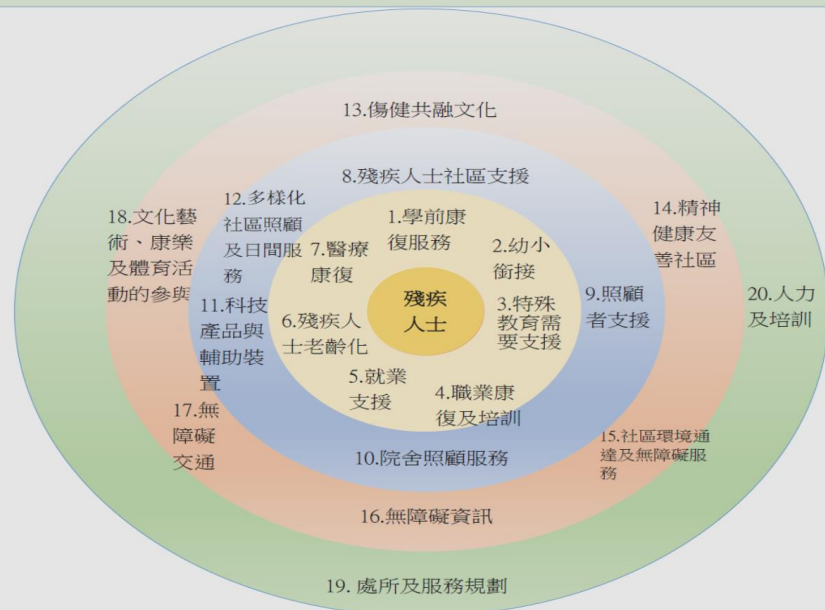 13.傷健共融文化
8.殘疾人士社區支援
12.多樣化
社區照顧
及日間服
務
18.文化藝
術、康樂
及體育活
動的參與
1.學前康
復服務
14.精神
健康友
善社區
7.醫療
康復
2.幼小
銜接
殘疾
人士
11.科技
產品與
輔助裝
置
6.殘疾人
士老齡化
3.特殊
教育需
要支援
9.照顧
者支援
20.人力
及培訓
5.就業
支援
4.職業康
復及培訓
17.無
障礙
交通
10.院舍照顧服務
15.社區環境通
達及無障礙服
務
16.無障礙資訊
19. 處所及服務規劃